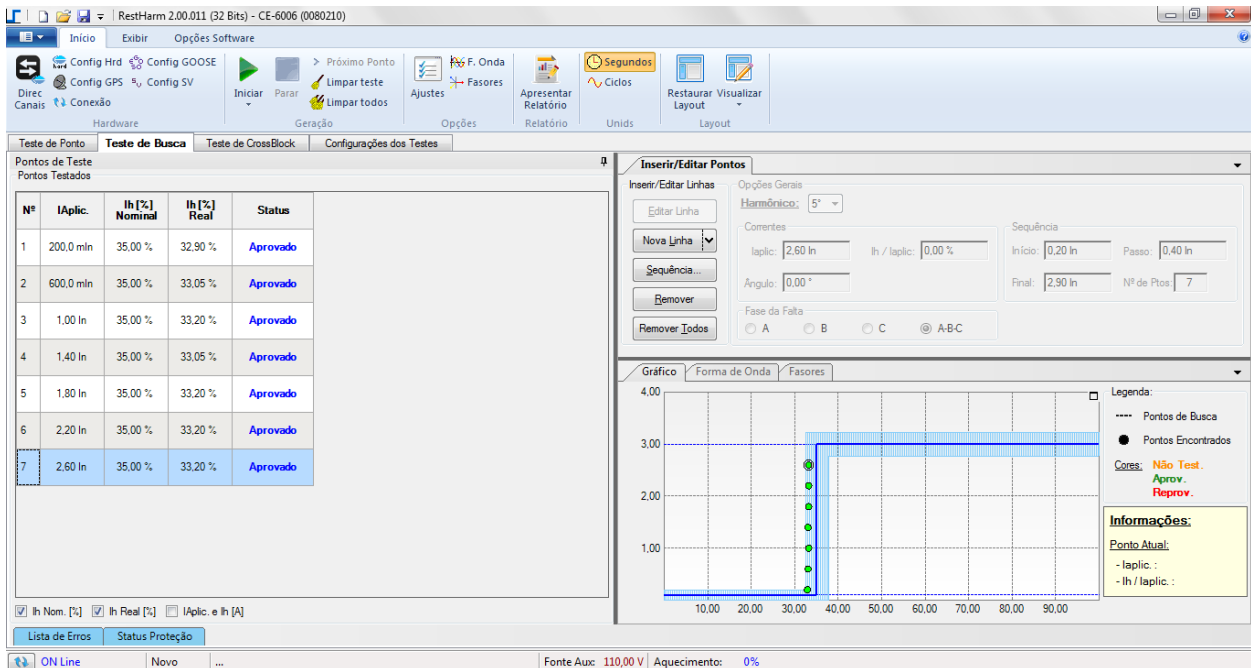 RestHarm 2.00.011 (32 Bits) - CE-6006 (0080210)
Início Exibir Opções Software
Direc Canais
Config Hrd
Config GPS
Conexão
Config GOOSE
Config SV
Hardware
Iniciar
Parar
Próximo Ponto
Limpar teste
Limpar todos
Geração
Ajustes
F. Onda
Fasores
Opções
Apresentar Relatório
Relatório
Segundos
Ciclos
Unids
Restaurar Layout
Visualizar
Layout
Teste de Ponto Teste de Busca Teste de CrossBlock Configurações dos Testes
Pontos de Teste
Pontos Testados
Nº IAplic. Ih [%] Nominal Ih [%] Real Status
1 200,0 mIn 35,00 % 32,90 % Aprovado
2 600,0 mIn 35,00 % 33,05 % Aprovado
3 1,00 In 35,00 % 33,20 % Aprovado
4 1,40 In 35,00 % 33,05 % Aprovado
5 1,80 In 35,00 % 33,20 % Aprovado
6 2,20 In 35,00 % 33,20 % Aprovado
7 2,60 In 35,00 % 33,20 % Aprovado
Ih Nom. [%] Ih Real [%] IAplic. e Ih [A]
Lista de Erros Status Proteção
Inserir/Editar Pontos
Inserir/Editar Linhas
Editar Linha
Nova Linha
Sequência...
Remover
Remover Todos
Opções Gerais
Harmônico: 5°
Correntes
Iaplic: 2,60 In Ih / Iaplic: 0,00 %
Ângulo: 0,00 °
Sequência
Início: 0,20 In Passo: 0,40 In
Final: 2,90 In Nº de Ptos: 7
Fase da Falta
A B C A-B-C
Gráfico Forma de Onda Fasores
4,00
3,00
2,00
1,00
10,00 20,00 30,00 40,00 50,00 60,00 70,00 80,00 90,00
Legenda:
Pontos de Busca
Pontos Encontrados
Cores: Não Test.
Aprov.
Reprov.
Informações:
Ponto Atual:
- Iaplic. :
- Ih / Iaplic. :
ON Line Novo ... Fonte Aux: 110,00 V Aquecimento: 0%